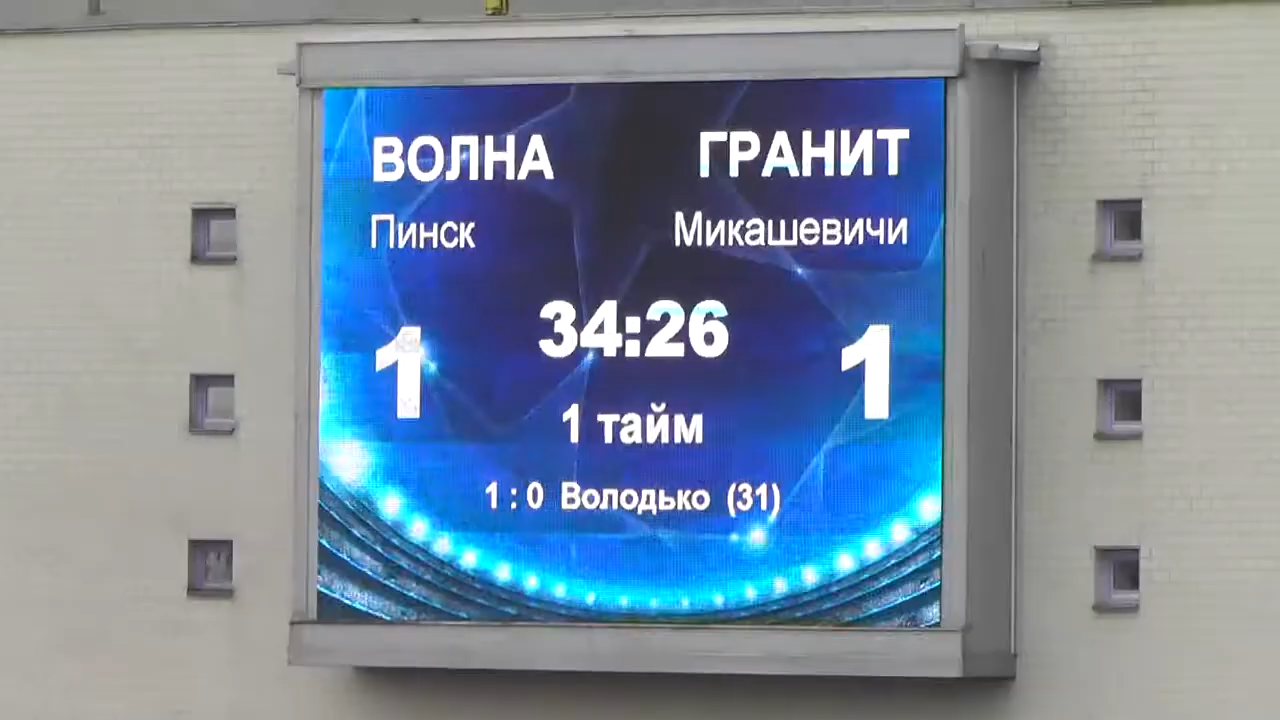 ВОЛНА ГРАНИТ
Пинск Микашевичи
34:26
1 1
1 тайм
1 : 0 Володько (31)